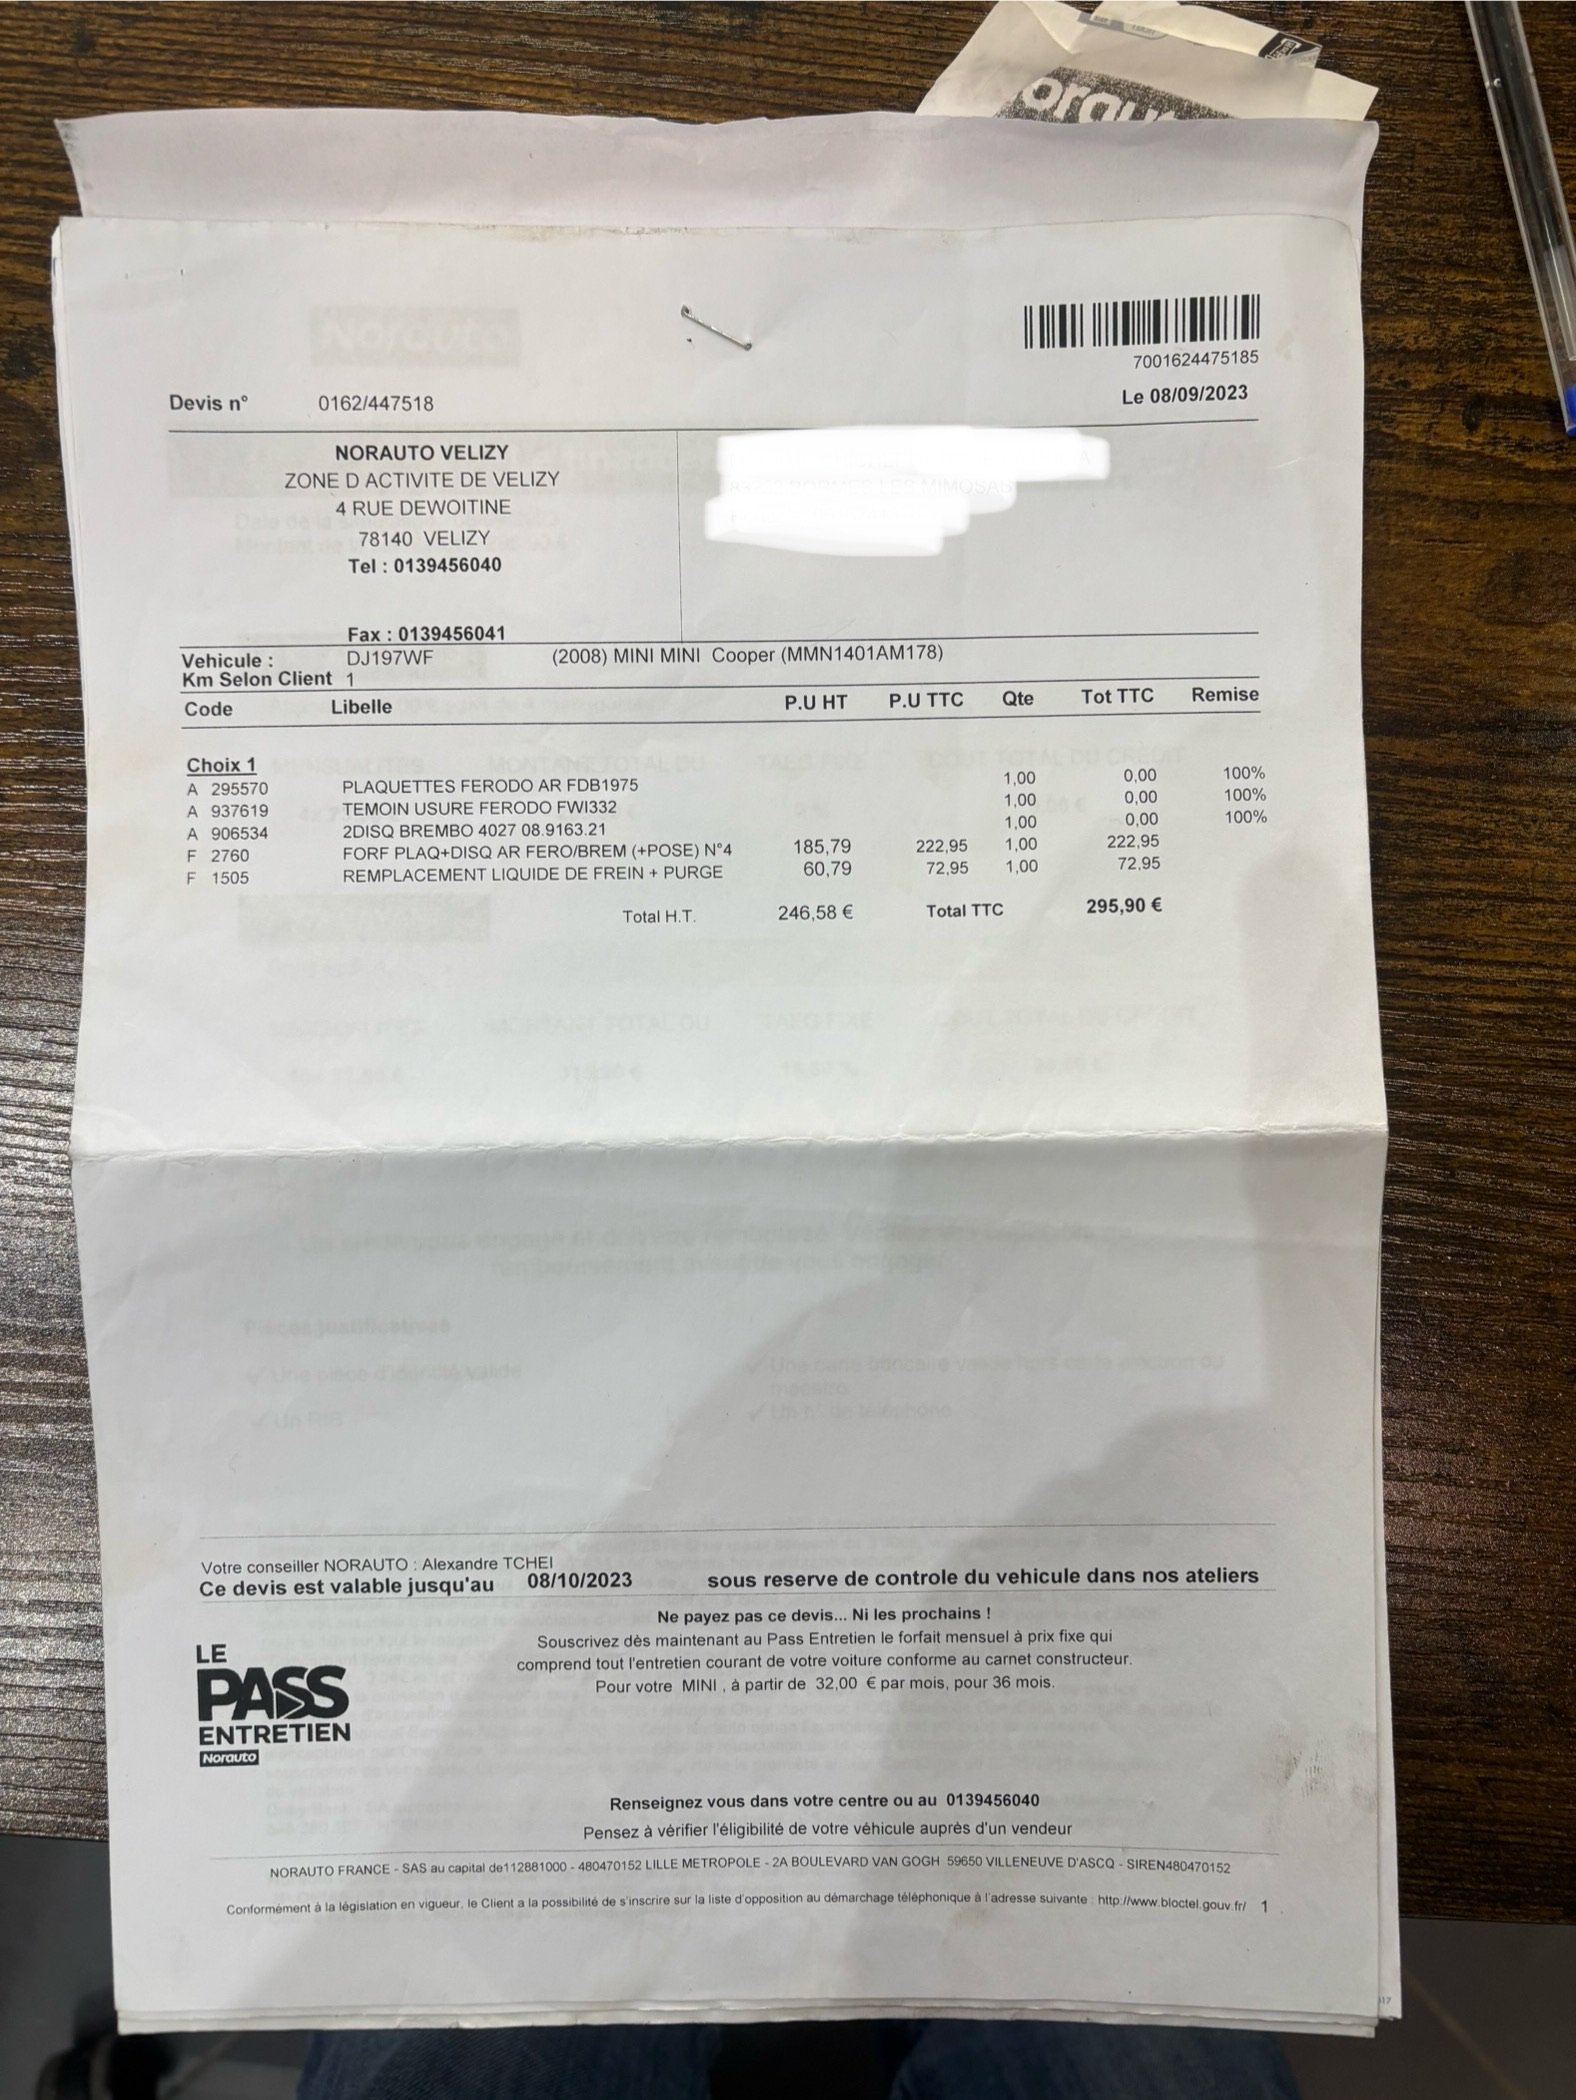 Norauto
7001624475185
Devis n° 0162/447518 Le 08/09/2023
NORAUTO VELIZY
ZONE D ACTIVITE DE VELIZY
4 RUE DEWOITINE
78140 VELIZY
Tel : 0139456040
Fax : 0139456041
LES MIMOSAS
Vehicule : DJ197WF (2008) MINI MINI Cooper (MMN1401AM178)
Km Selon Client 1
Code Libelle P.U HT P.U TTC Qte Tot TTC Remise
Choix 1
A 295570 PLAQUETTES FERODO AR FDB1975 1,00 0,00 100%
A 937619 TEMOIN USURE FERODO FWI332 1,00 0,00 100%
A 906534 2DISQ BREMBO 4027 08.9163.21 1,00 0,00 100%
F 2760 FORF PLAQ+DISQ AR FERO/BREM (+POSE) N°4 185,79 222,95 1,00 222,95
F 1505 REMPLACEMENT LIQUIDE DE FREIN + PURGE 60,79 72,95 1,00 72,95
Total H.T. 246,58 € Total TTC 295,90 €
Votre conseiller NORAUTO : Alexandre TCHEI
Ce devis est valable jusqu'au 08/10/2023 sous reserve de controle du vehicule dans nos ateliers
Ne payez pas ce devis... Ni les prochains !
Souscrivez dès maintenant au Pass Entretien le forfait mensuel à prix fixe qui
comprend tout l'entretien courant de votre voiture conforme au carnet constructeur.
Pour votre MINI , à partir de 32,00 € par mois, pour 36 mois.
LE
PASS
ENTRETIEN
Norauto
Renseignez vous dans votre centre ou au 0139456040
Pensez à vérifier l'éligibilité de votre véhicule auprès d'un vendeur
NORAUTO FRANCE - SAS au capital de112881000 - 480470152 LILLE METROPOLE - 2A BOULEVARD VAN GOGH 59650 VILLENEUVE D'ASCQ - SIREN480470152
Conformément à la législation en vigueur, le Client a la possibilité de s'inscrire sur la liste d'opposition au démarchage téléphonique à l'adresse suivante : http://www.bloctel.gouv.fr/ 1